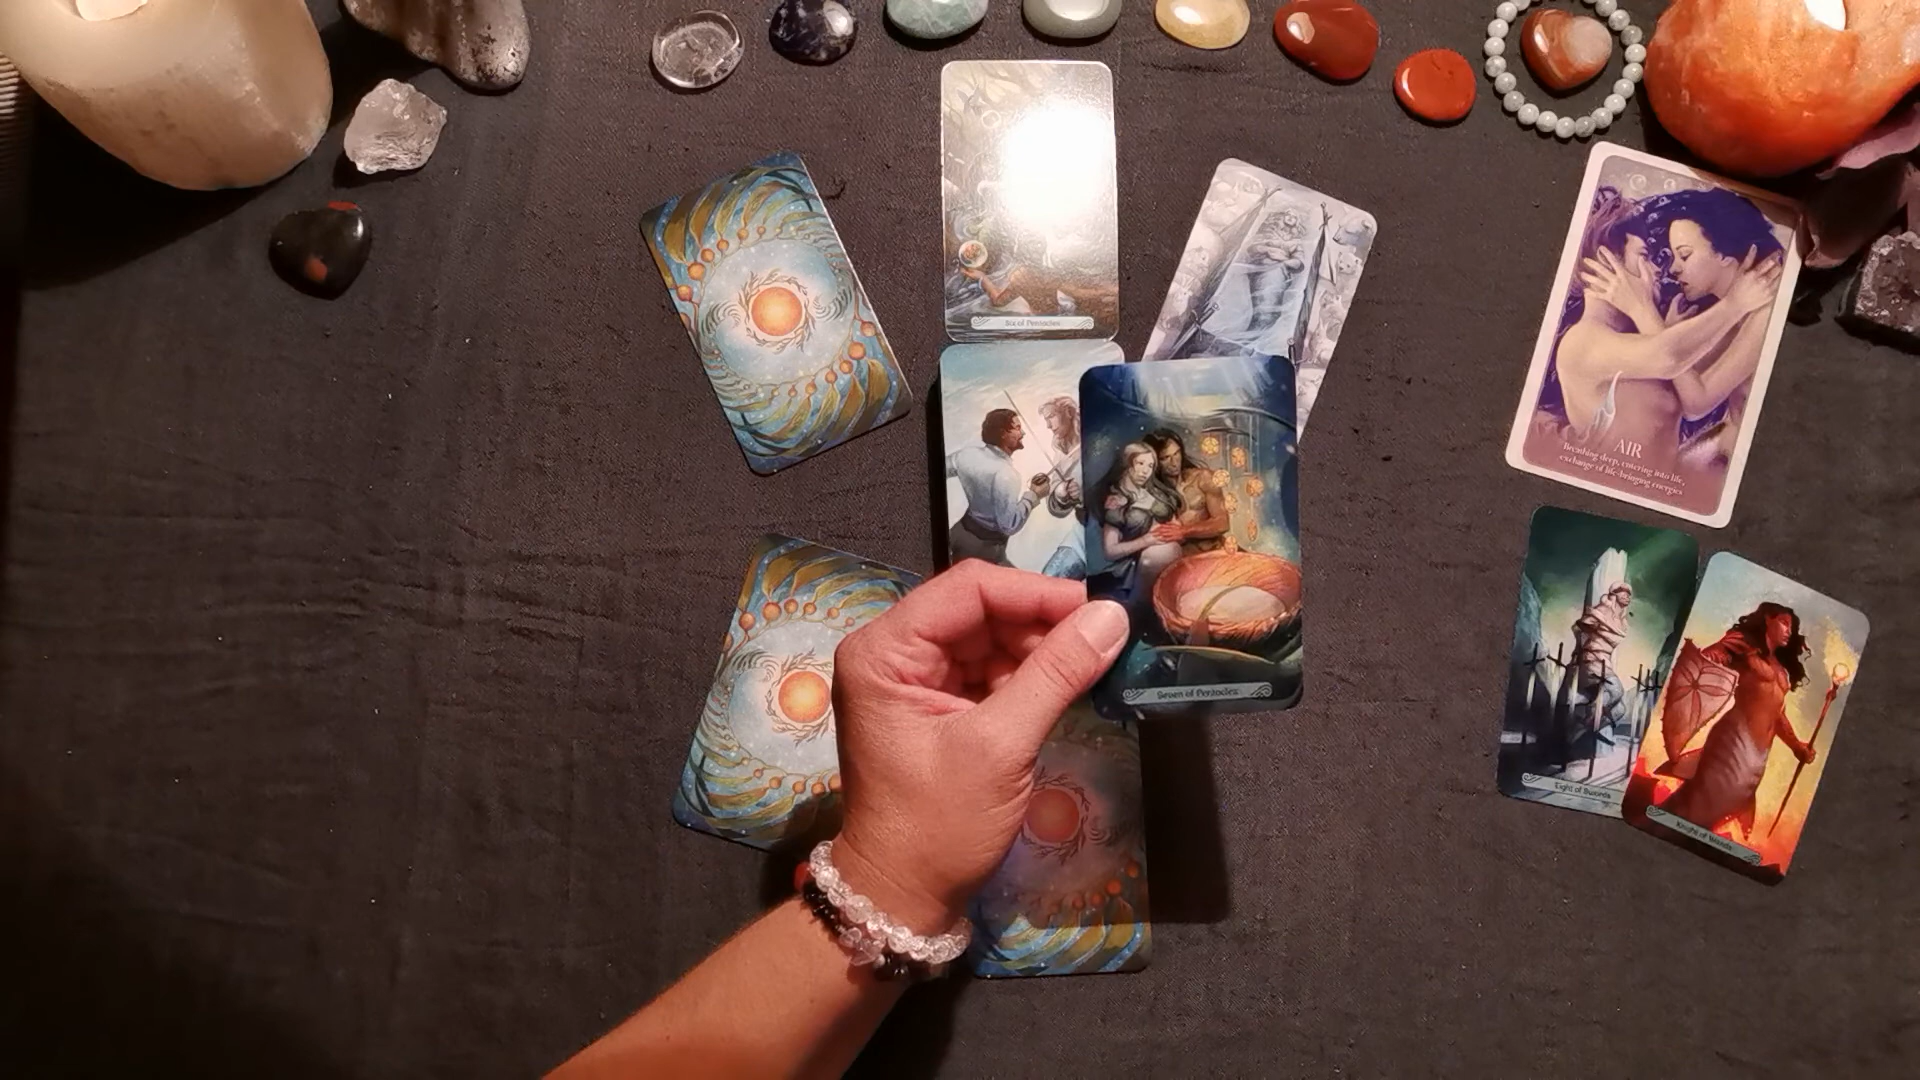 Six of Pentacles
AIR
Breathing deep, entering into life,
exchange of life-bringing energies
Seven of Pentacles
Eight of Swords
Knight of Wands